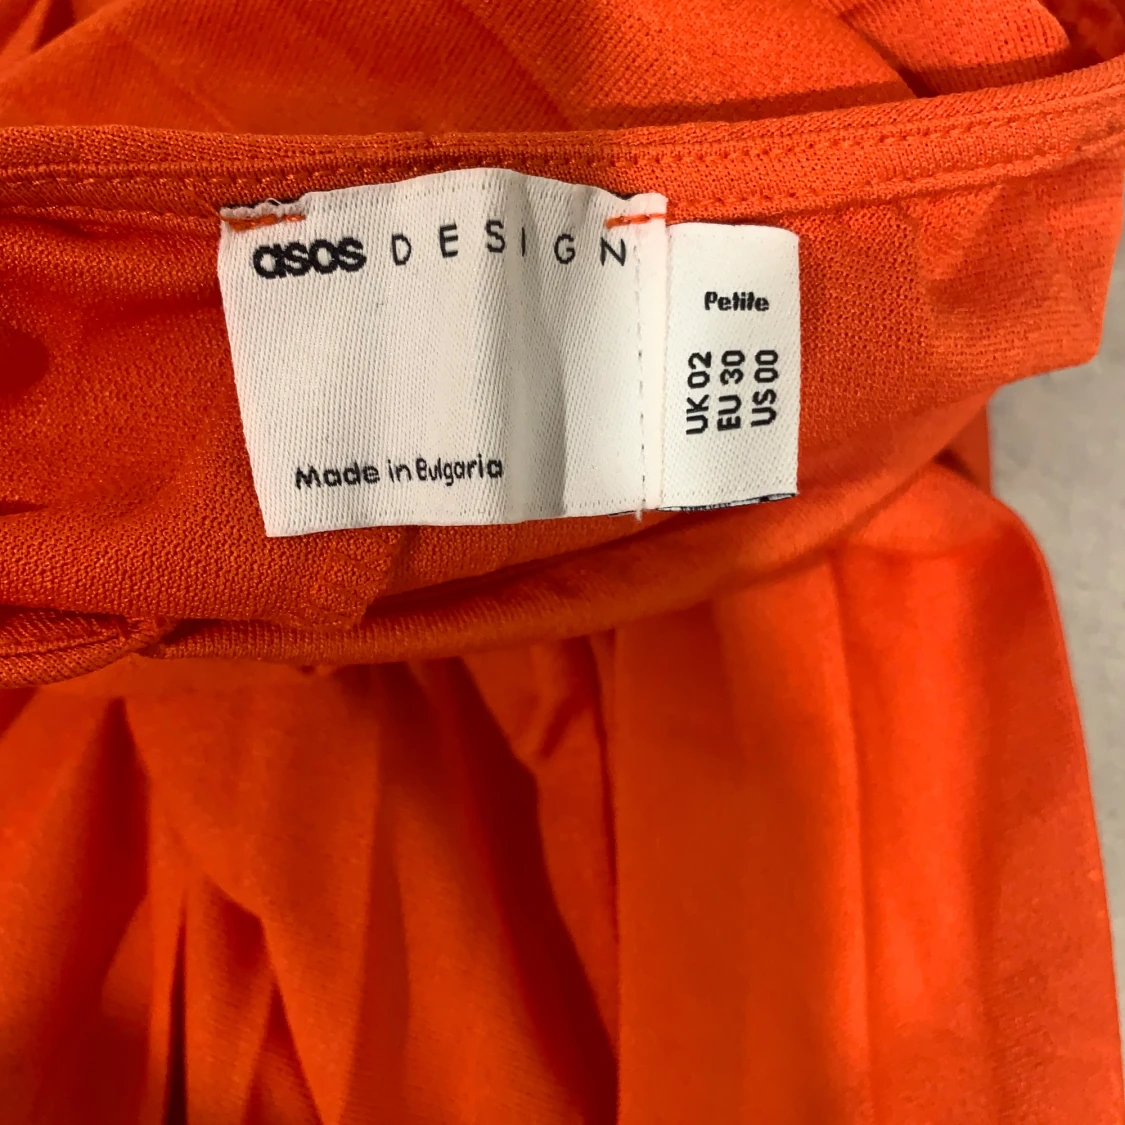 asos DESIGN
Made in Bulgaria
Petite
UK 02
EU 30
US 00